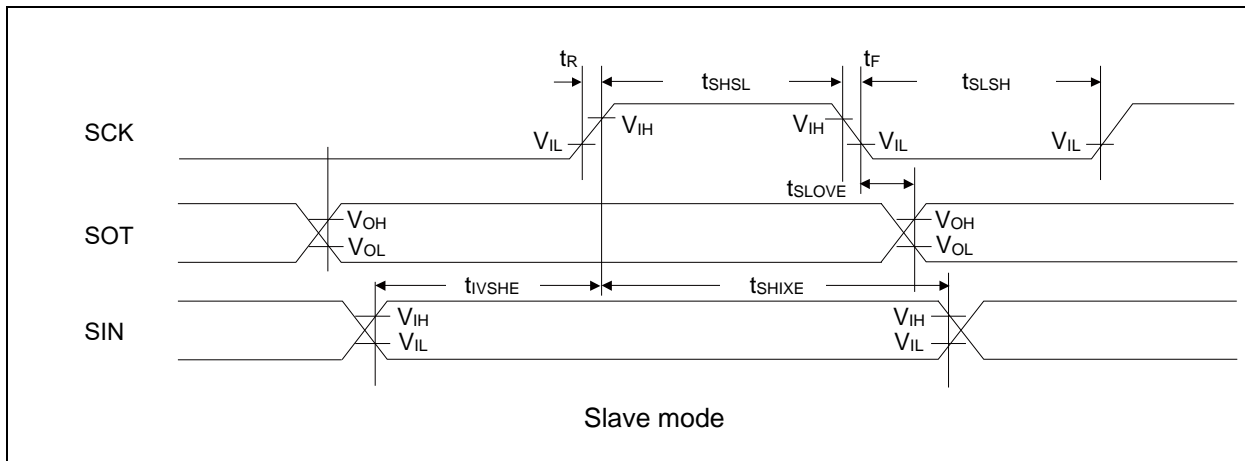 tR tSHSL tF tSLSH
SCK VIL VIH VIH VIL VIL
tSLOVE
SOT VOH VOL VOH VOL
tIVSHE tSHIXE
SIN VIH VIL VIH VIL
Slave mode